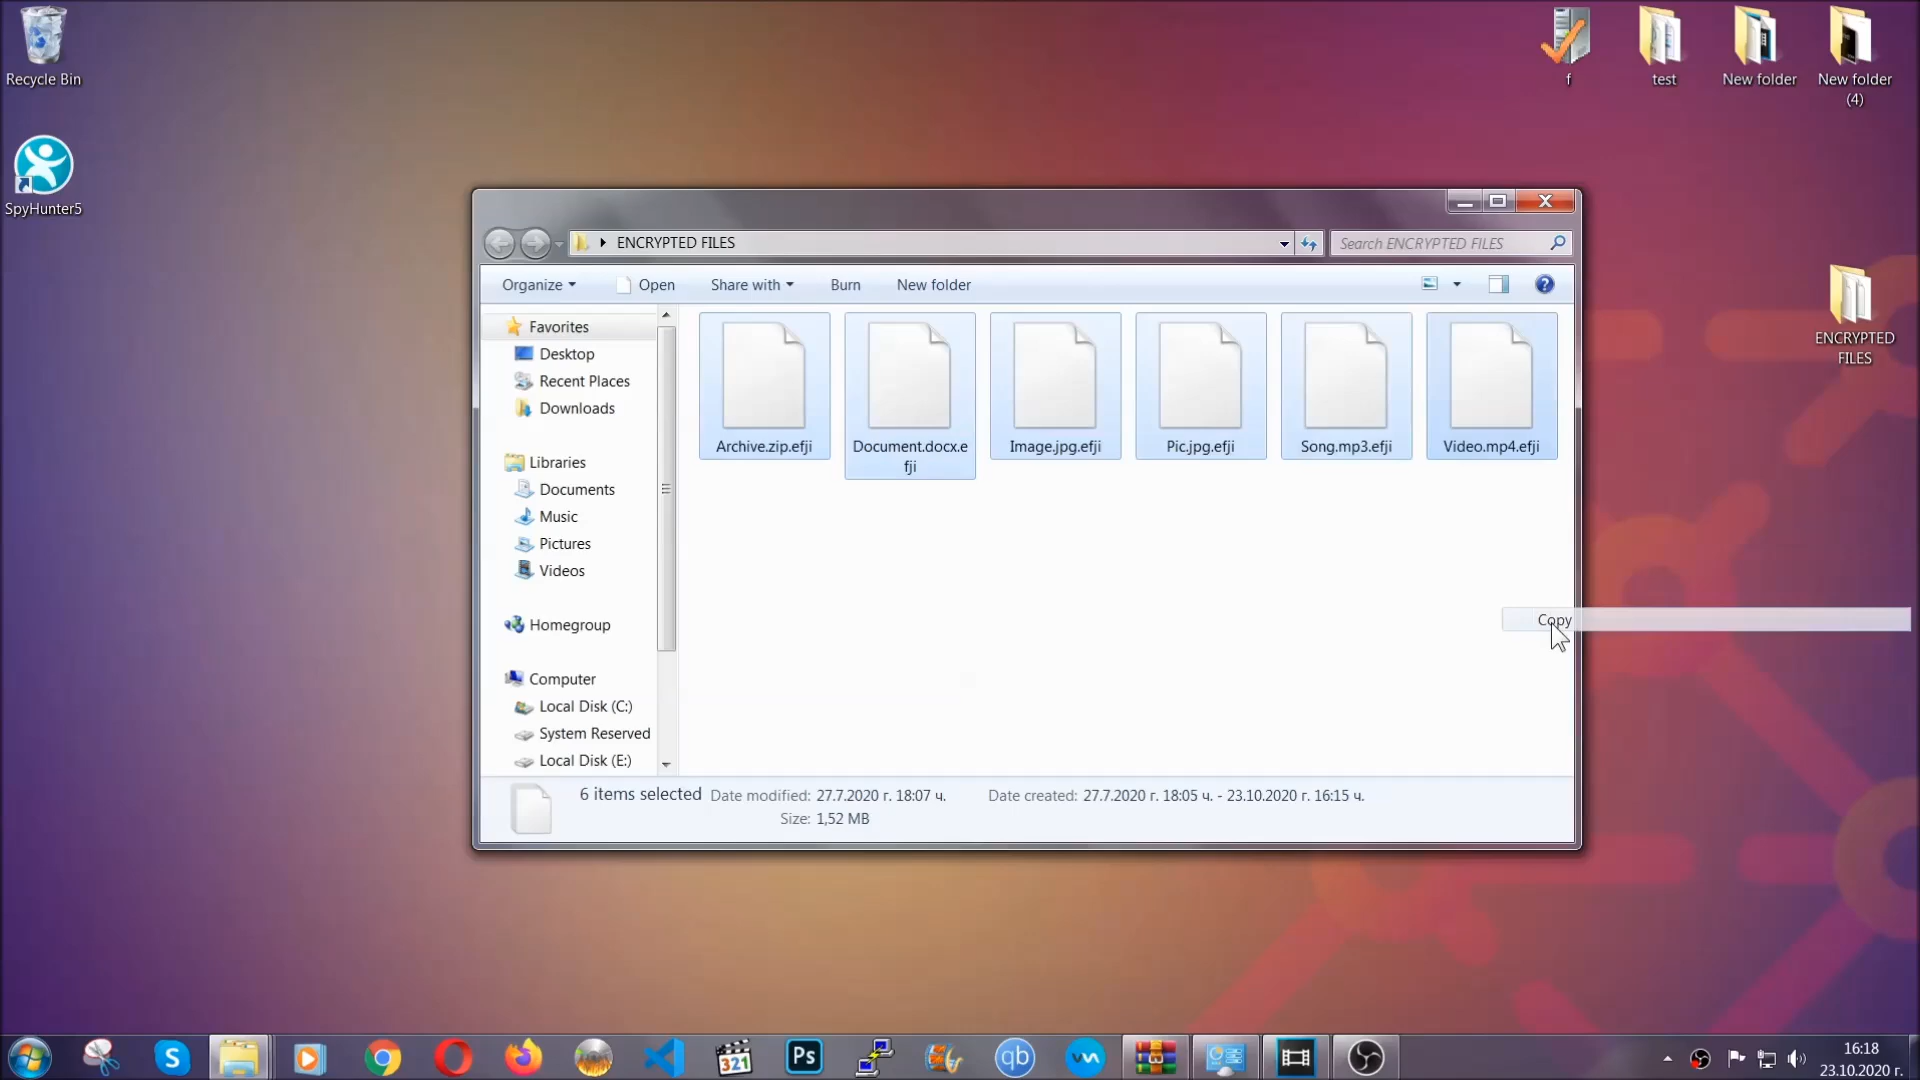 Recycle Bin
SpyHunter5
f
test
New folder
New folder
(4)
ENCRYPTED
FILES
ENCRYPTED FILES
Search ENCRYPTED FILES
Organize
Open
Share with
Burn
New folder
Favorites
Desktop
Recent Places
Downloads
Libraries
Documents
Music
Pictures
Videos
Homegroup
Computer
Local Disk (C:)
System Reserved
Local Disk (E:)
Archive.zip.efji
Document.docx.e
fji
Image.jpg.efji
Pic.jpg.efji
Song.mp3.efji
Video.mp4.efji
Copy
6 items selected
Date modified: 27.7.2020 г. 18:07 ч.
Date created: 27.7.2020 г. 18:05 ч. - 23.10.2020 г. 16:15 ч.
Size: 1,52 MB
S
321
Ps
qb
16:18
23.10.2020 г.